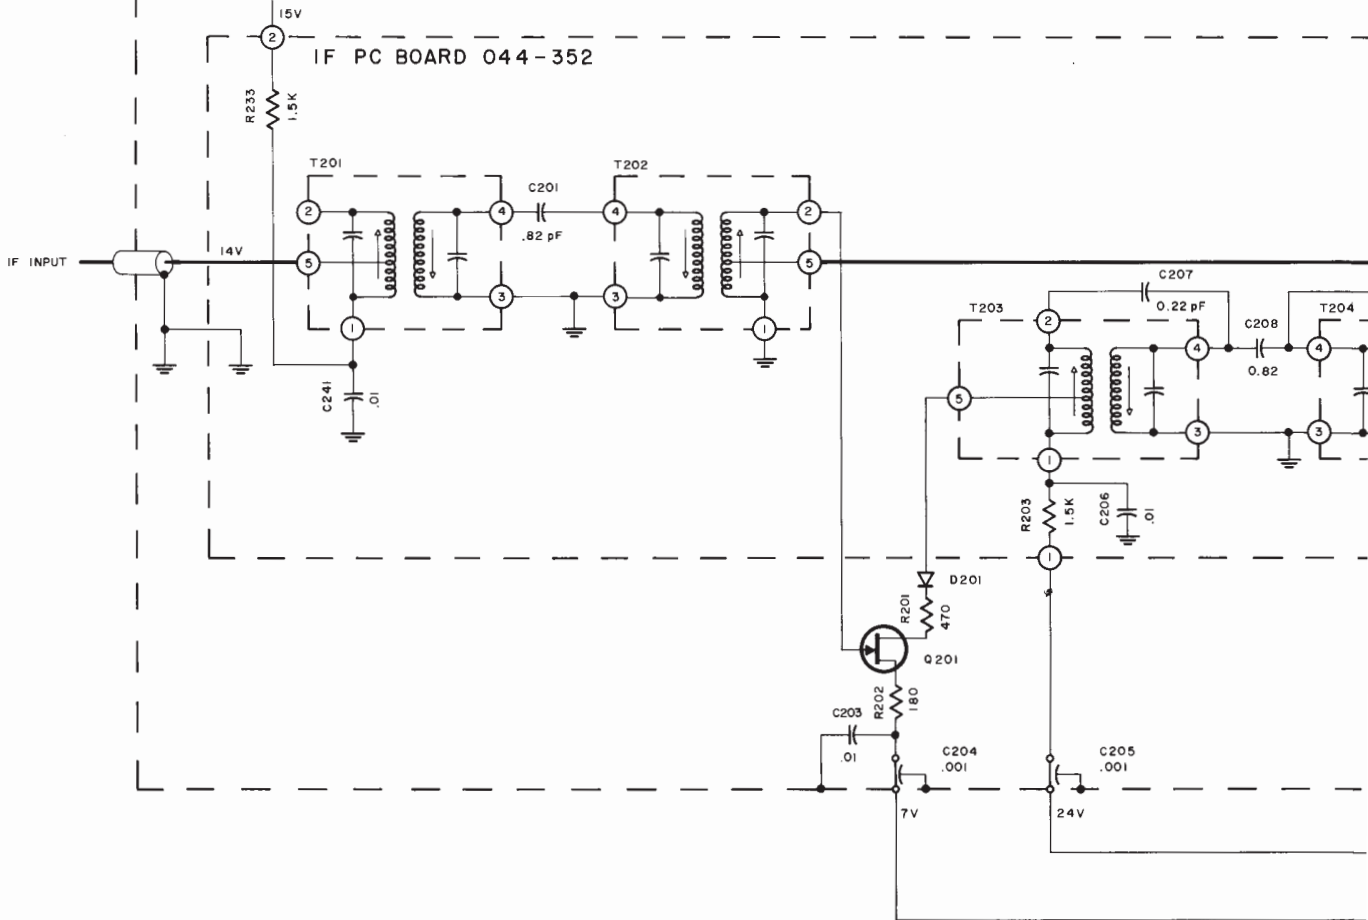 15V
2
IF PC BOARD 044-352
R233
1.5K
T201
T202
C201
2
4
4
2
.82 pF
IF INPUT
14V
5
5
C207
3
3
0.22 pF
T203
C208
T204
1
1
2
4
4
0.82
C241
.01
5
3
3
1
R203
1.5K
C206
.01
1
D201
R201
470
Q201
R202
180
C203
.01
C204
.001
C205
.001
7V
24V